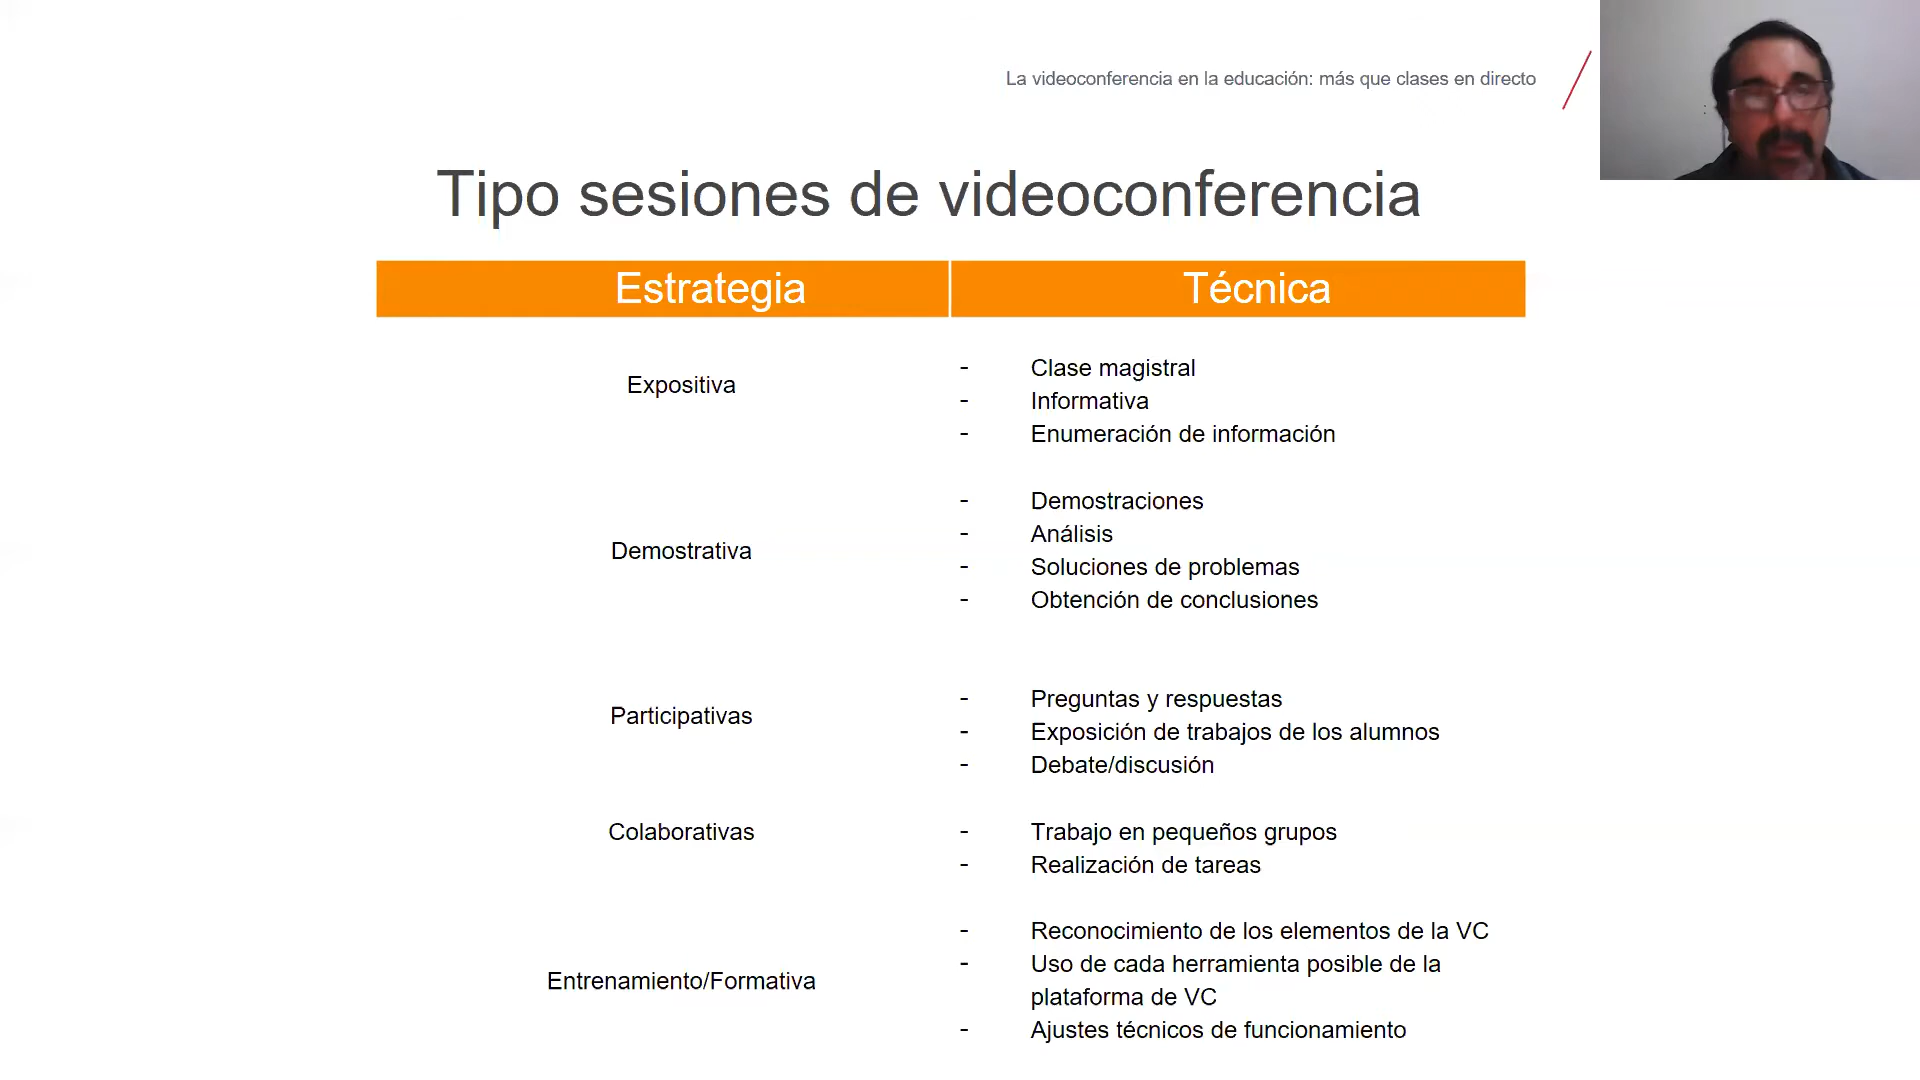 La videoconferencia en la educación: más que clases en directo
Tipo sesiones de videoconferencia
Estrategia
Técnica
Expositiva
- Clase magistral
- Informativa
- Enumeración de información
Demostrativa
- Demostraciones
- Análisis
- Soluciones de problemas
- Obtención de conclusiones
Participativas
- Preguntas y respuestas
- Exposición de trabajos de los alumnos
- Debate/discusión
Colaborativas
- Trabajo en pequeños grupos
- Realización de tareas
Entrenamiento/Formativa
- Reconocimiento de los elementos de la VC
- Uso de cada herramienta posible de la
plataforma de VC
- Ajustes técnicos de funcionamiento